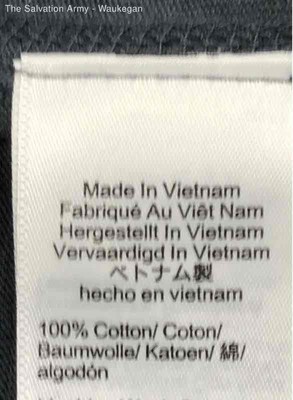 The Salvation Army - Waukegan
Made In Vietnam
Fabriqué Au Viêt Nam
Hergestellt In Vietnam
Vervaardigd In Vietnam
ベトナム製
hecho en vietnam
100% Cotton/ Coton/
Baumwolle/ Katoen/ 綿/
algodón